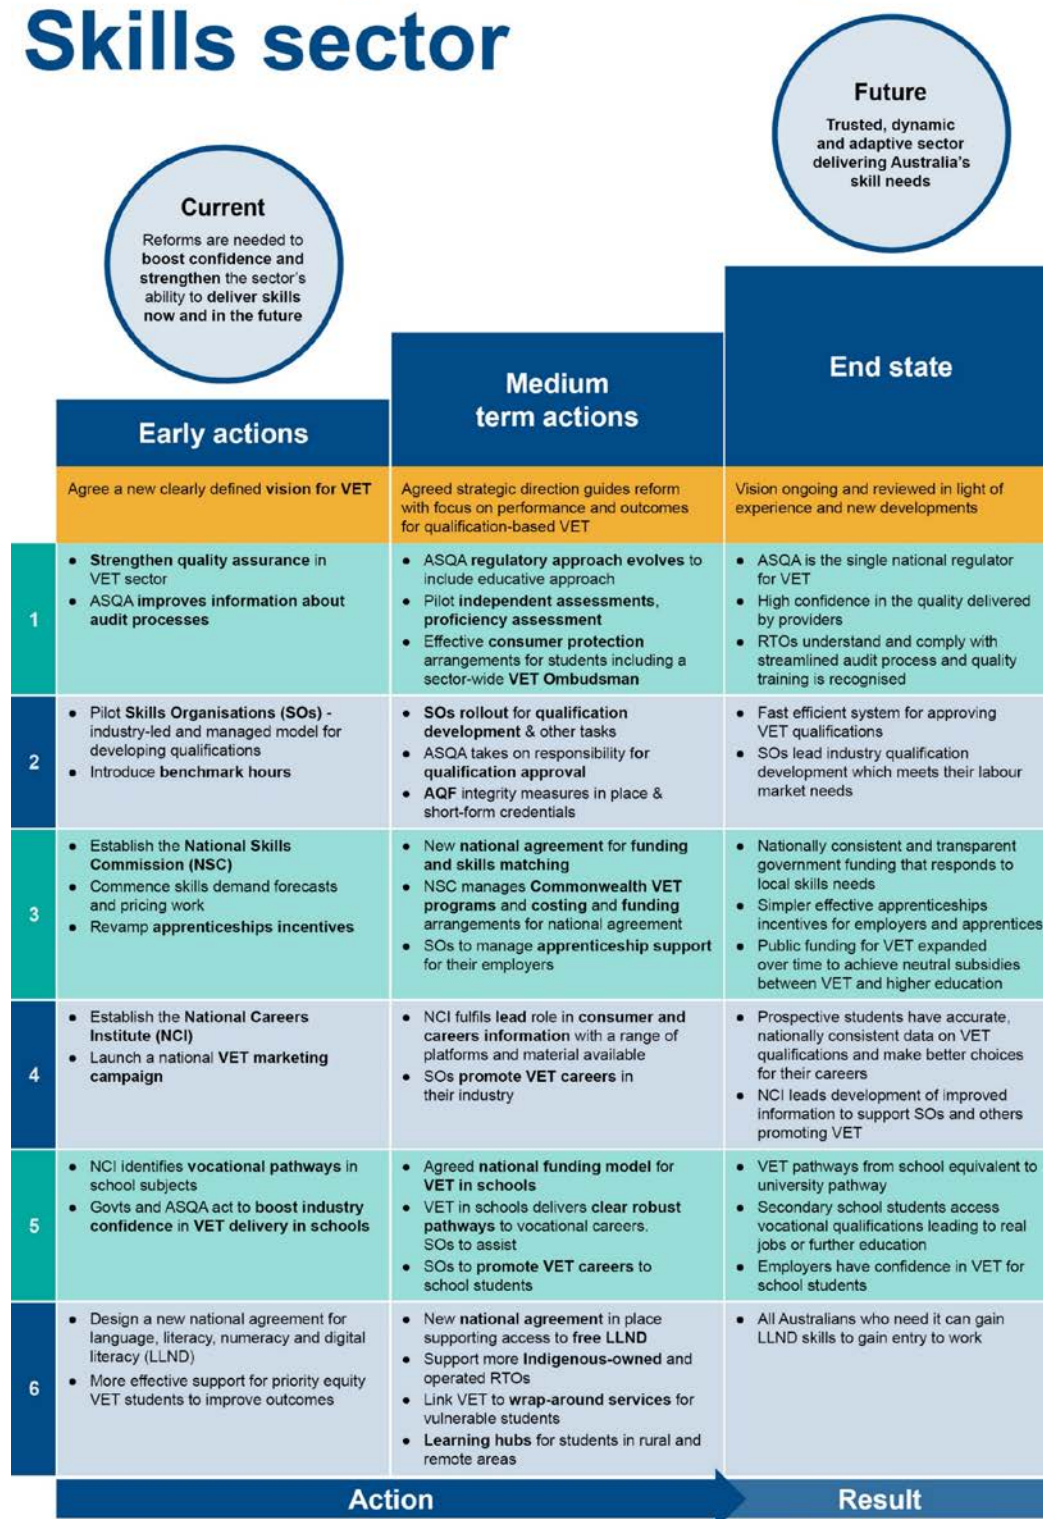 Skills sector
Future
Trusted, dynamic
and adaptive sector
delivering Australia's
skill needs
Current
Reforms are needed to
boost confidence and
strengthen the sector's
ability to deliver skills
now and in the future
Early actions
Medium
term actions
End state
Agree a new clearly defined vision for VET
Agreed strategic direction guides reform
with focus on performance and outcomes
for qualification-based VET
Vision ongoing and reviewed in light of
experience and new developments
1
• Strengthen quality assurance in
VET sector
• ASQA improves information about
audit processes
• ASQA regulatory approach evolves to
include educative approach
• Pilot independent assessments,
proficiency assessment
• Effective consumer protection
arrangements for students including a
sector-wide VET Ombudsman
• ASQA is the single national regulator
for VET
• High confidence in the quality delivered
by providers
• RTOs understand and comply with
streamlined audit process and quality
training is recognised
2
• Pilot Skills Organisations (SOs) -
industry-led and managed model for
developing qualifications
• Introduce benchmark hours
• SOs rollout for qualification
development & other tasks
• ASQA takes on responsibility for
qualification approval
• AQF integrity measures in place &
short-form credentials
• Fast efficient system for approving
VET qualifications
• SOs lead industry qualification
development which meets their labour
market needs
3
• Establish the National Skills
Commission (NSC)
• Commence skills demand forecasts
and pricing work
• Revamp apprenticeships incentives
• New national agreement for funding
and skills matching
• NSC manages Commonwealth VET
programs and costing and funding
arrangements for national agreement
• SOs to manage apprenticeship support
for their employers
• Nationally consistent and transparent
government funding that responds to
local skills needs
• Simpler effective apprenticeships
incentives for employers and apprentices
• Public funding for VET expanded
over time to achieve neutral subsidies
between VET and higher education
4
• Establish the National Careers
Institute (NCI)
• Launch a national VET marketing
campaign
• NCI fulfils lead role in consumer and
careers information with a range of
platforms and material available
• SOs promote VET careers in
their industry
• Prospective students have accurate,
nationally consistent data on VET
qualifications and make better choices
for their careers
• NCI leads development of improved
information to support SOs and others
promoting VET
5
• NCI identifies vocational pathways in
school subjects
• Govts and ASQA act to boost industry
confidence in VET delivery in schools
• Agreed national funding model for
VET in schools
• VET in schools delivers clear robust
pathways to vocational careers.
SOs to assist
• SOs to promote VET careers to
school students
• VET pathways from school equivalent to
university pathway
• Secondary school students access
vocational qualifications leading to real
jobs or further education
• Employers have confidence in VET for
school students
6
• Design a new national agreement for
language, literacy, numeracy and digital
literacy (LLND)
• More effective support for priority equity
VET students to improve outcomes
• New national agreement in place
supporting access to free LLND
• Support more Indigenous-owned and
operated RTOs
• Link VET to wrap-around services for
vulnerable students
• Learning hubs for students in rural and
remote areas
• All Australians who need it can gain
LLND skills to gain entry to work
Action
Result